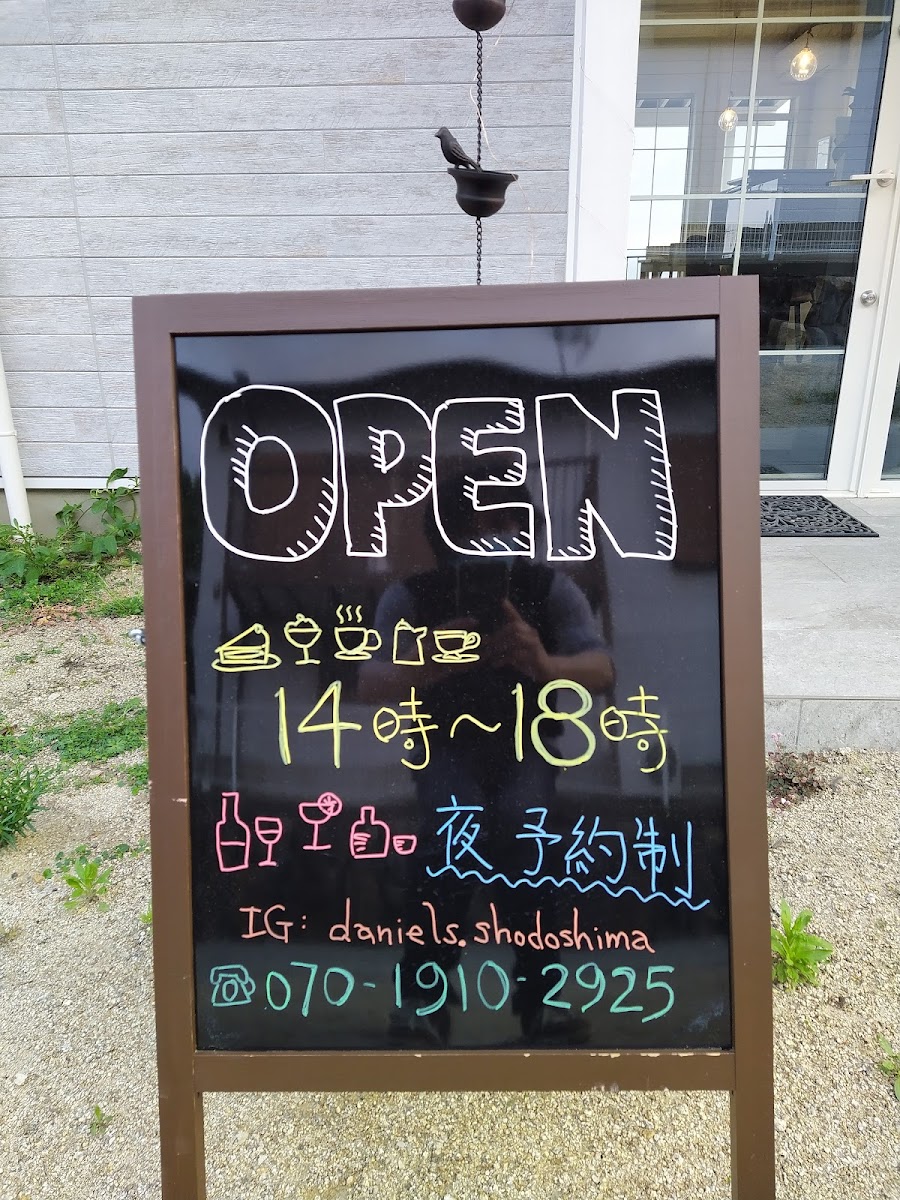 OPEN
14時〜18時
夜 予約制
IG: daniels.shodoshima
070-1910-2925